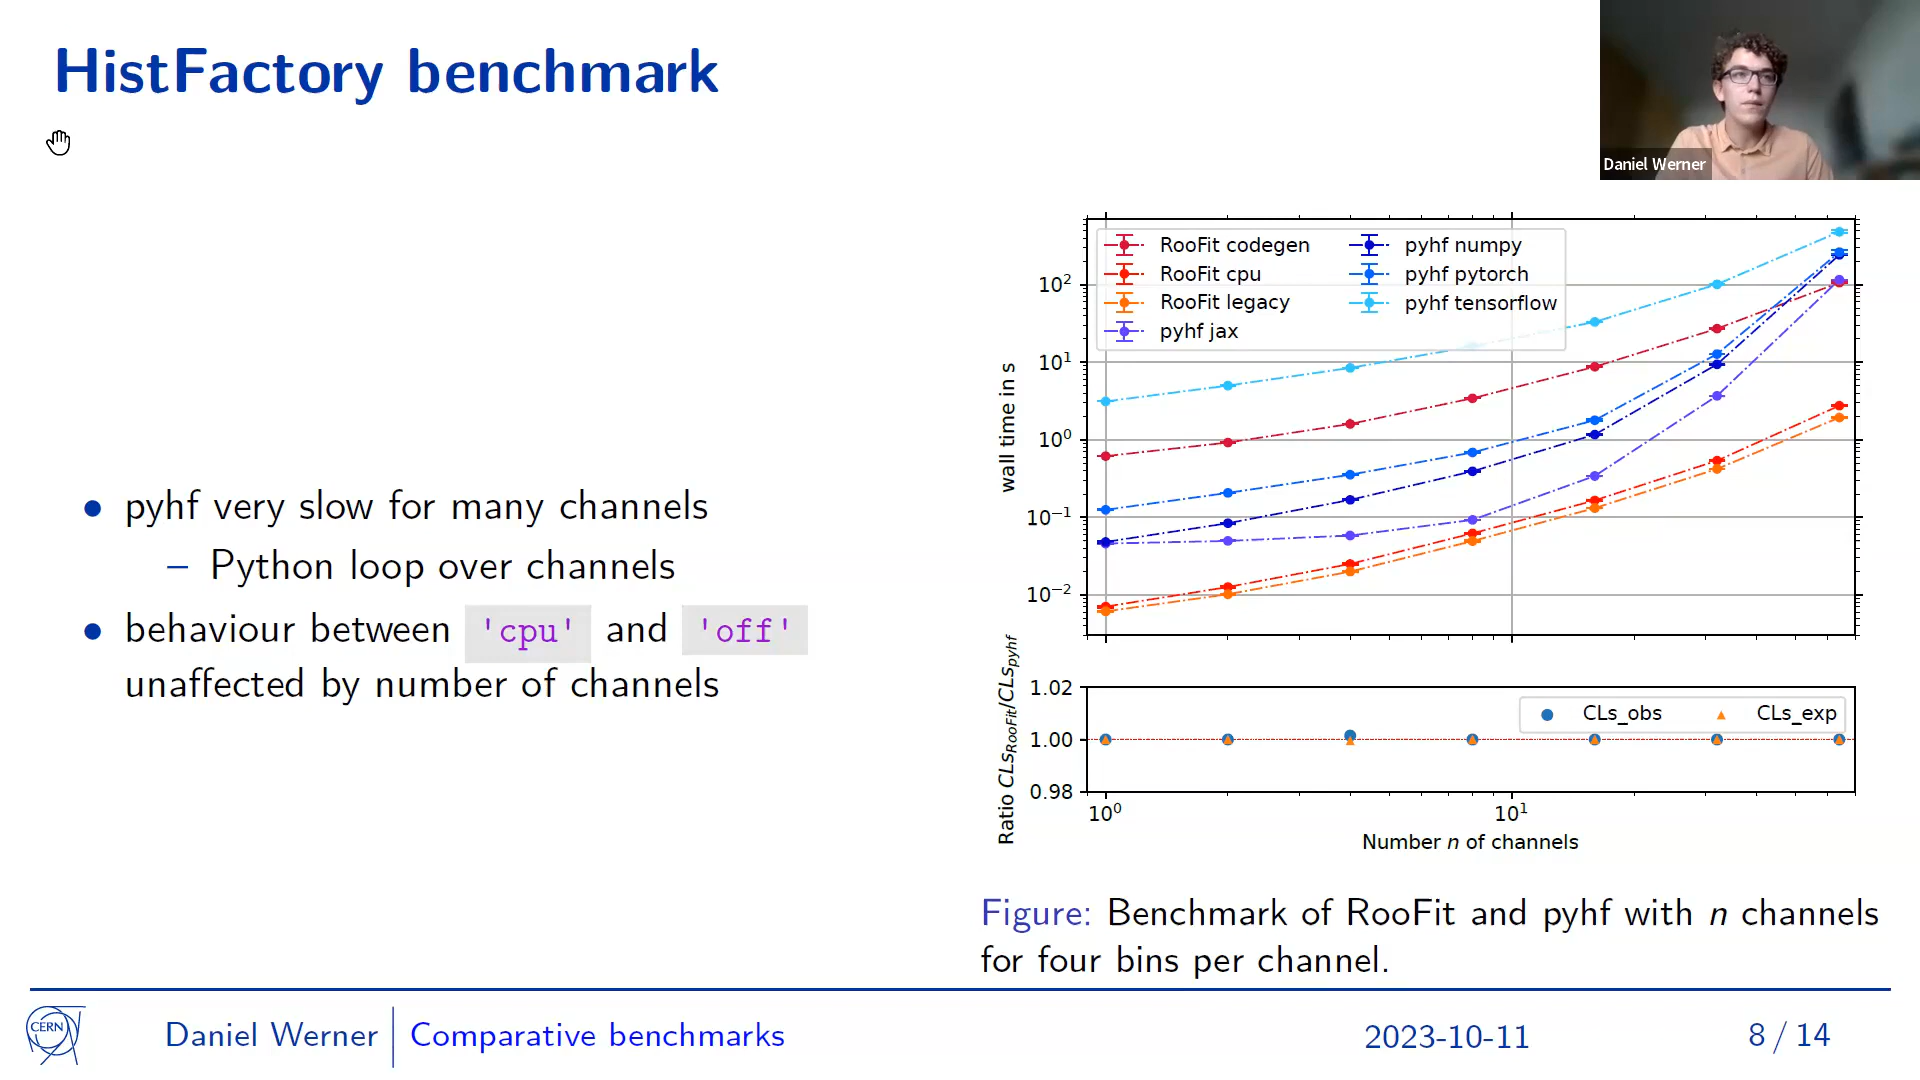 HistFactory benchmark
Daniel Werner
pyhf very slow for many channels
– Python loop over channels
behaviour between 'cpu' and 'off'
unaffected by number of channels
RooFit codegen
RooFit cpu
RooFit legacy
pyhf jax
pyhf numpy
pyhf pytorch
pyhf tensorflow
wall time in s
10²
10¹
10⁰
10⁻¹
10⁻²
Ratio CLs_RooFit/CLs_pyhf
1.02
1.00
0.98
CLs_obs
CLs_exp
10⁰
10¹
Number n of channels
Figure: Benchmark of RooFit and pyhf with n channels
for four bins per channel.
CERN
Daniel Werner
Comparative benchmarks
2023-10-11
8 / 14